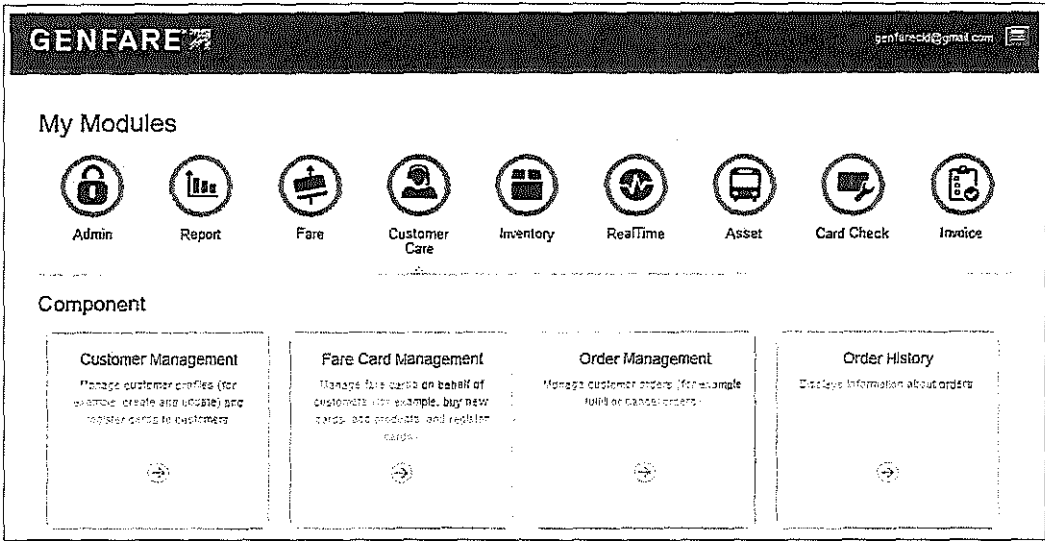 GENFARE
genfarecld@gmail.com
My Modules
Admin
Report
Fare
Customer
Care
Inventory
RealTime
Asset
Card Check
Invoice
Component
Customer Management
Manage customer profiles (for
example, create and update) and
register cards to customers
Fare Card Management
Manage fare cards on behalf of
customers (for example, buy new
cards, add products, and register
cards)
Order Management
Manage customer orders (for example
fulfill or cancel orders)
Order History
Displays information about orders